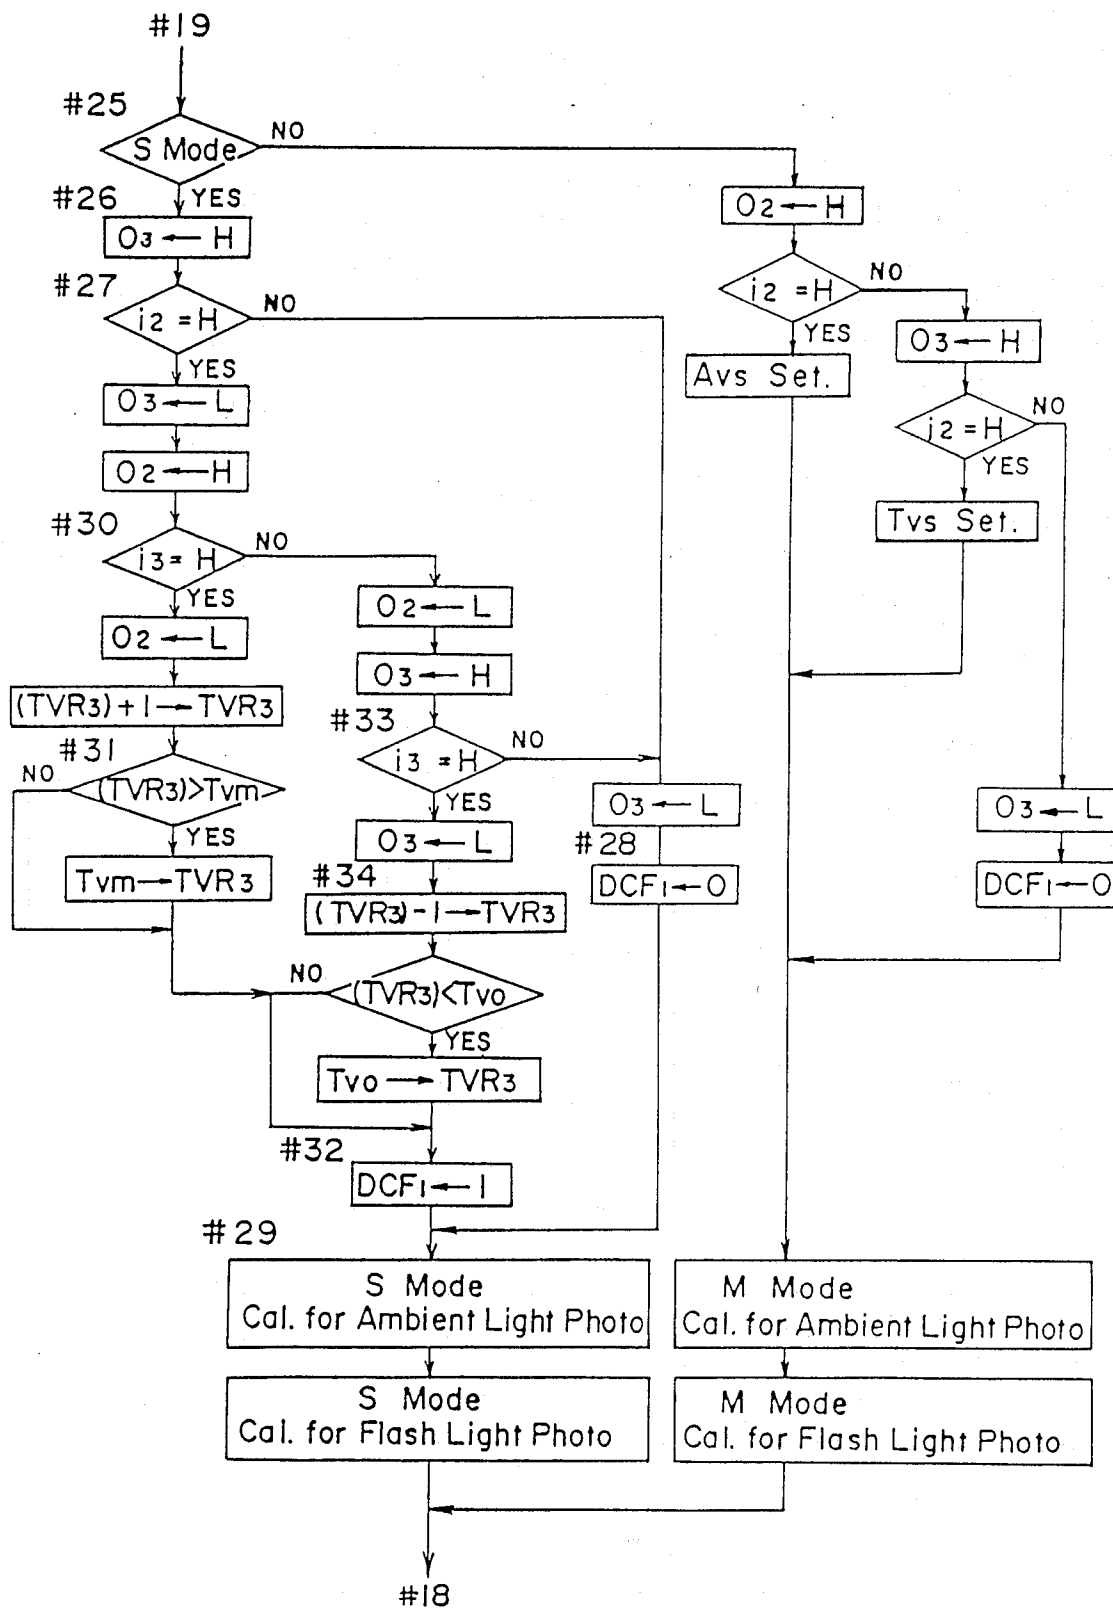 #19
#25
S Mode
NO
YES
#26
O3 ← H
O2 ← H
#27
i2 = H
NO
YES
i2 = H
NO
YES
O3 ← L
Avs Set.
O3 ← H
O2 ← H
i2 = H
NO
YES
Tvs Set.
#30
i3 = H
NO
YES
O2 ← L
O2 ← L
O3 ← H
(TVR3) + 1 → TVR3
#33
i3 = H
NO
YES
#31
NO
(TVR3) > Tvm
YES
Tvm → TVR3
O3 ← L
O3 ← L
#28
DCF1 ← 0
O3 ← L
DCF1 ← 0
#34
(TVR3) - 1 → TVR3
NO
(TVR3) < Tvo
YES
Tvo → TVR3
#32
DCF1 ← 1
#29
S Mode
Cal. for Ambient Light Photo
M Mode
Cal. for Ambient Light Photo
S Mode
Cal. for Flash Light Photo
M Mode
Cal. for Flash Light Photo
#18